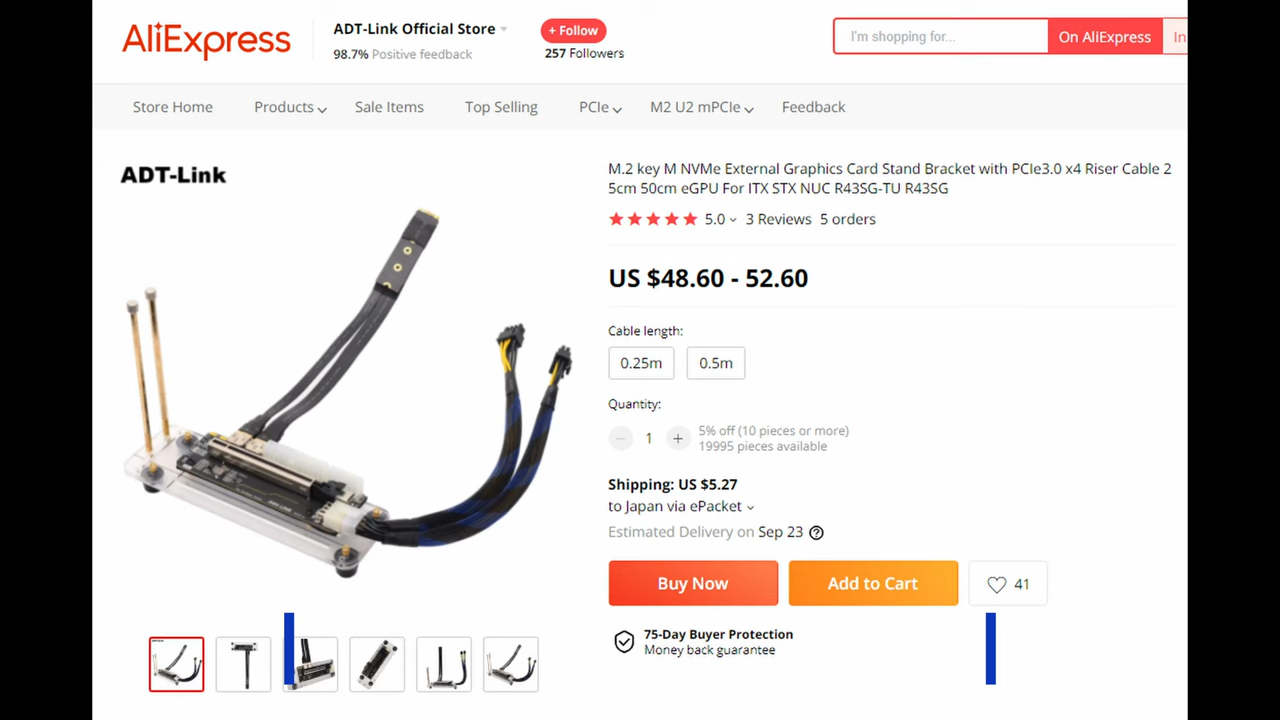 AliExpress
ADT-Link Official Store
98.7% Positive feedback
+ Follow
257 Followers
I'm shopping for...
On AliExpress
In
Store Home
Products
Sale Items
Top Selling
PCIe
M2 U2 mPCIe
Feedback
ADT-Link
M.2 key M NVMe External Graphics Card Stand Bracket with PCIe3.0 x4 Riser Cable 2
5cm 50cm eGPU For ITX STX NUC R43SG-TU R43SG
5.0
3 Reviews
5 orders
US $48.60 - 52.60
Cable length:
0.25m
0.5m
Quantity:
1
+
5% off (10 pieces or more)
19995 pieces available
Shipping: US $5.27
to Japan via ePacket
Estimated Delivery on Sep 23
Buy Now
Add to Cart
41
75-Day Buyer Protection
Money back guarantee